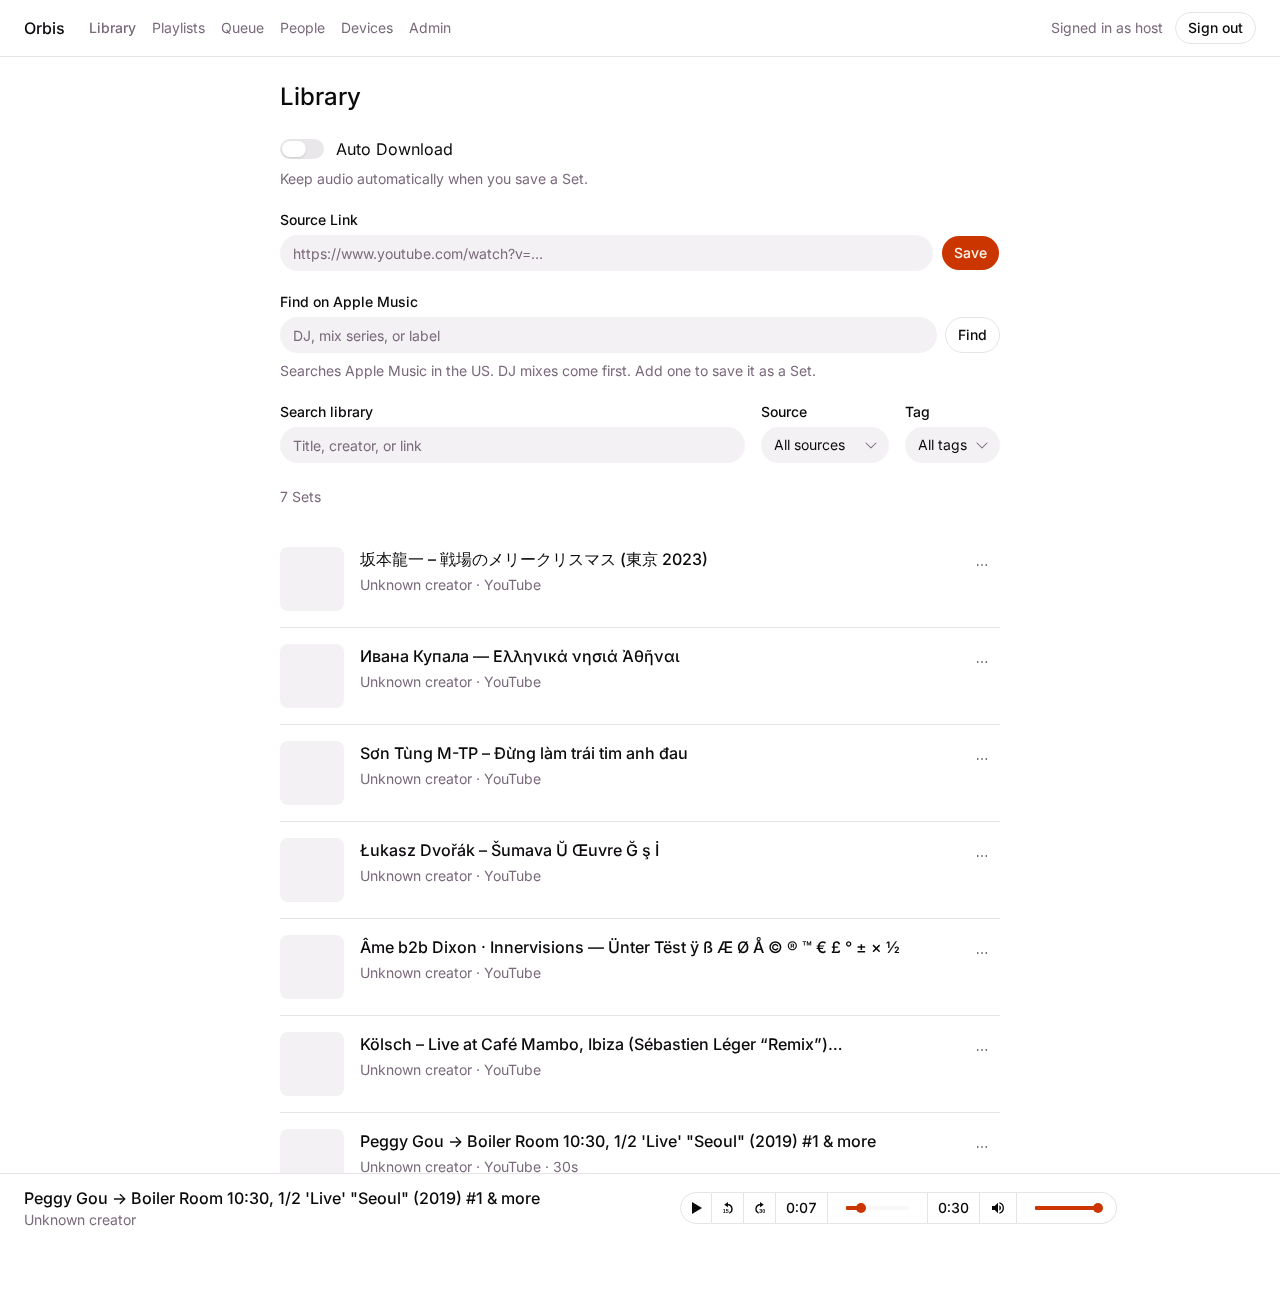 Orbis Library Playlists Queue People Devices Admin Signed in as host Sign out
Library
Auto Download
Keep audio automatically when you save a Set.
Source Link
https://www.youtube.com/watch?v=... Save
Find on Apple Music
DJ, mix series, or label Find
Searches Apple Music in the US. DJ mixes come first. Add one to save it as a Set.
Search library Source Tag
Title, creator, or link All sources All tags
7 Sets
坂本龍一 – 戦場のメリークリスマス (東京 2023) ...
Unknown creator · YouTube
Ивана Купала — Ελληνικά νησιά Ἀθῆναι ...
Unknown creator · YouTube
Sơn Tùng M-TP – Đừng làm trái tim anh đau ...
Unknown creator · YouTube
Łukasz Dvořák – Šumava Ŭ Œuvre Ğ ş İ ...
Unknown creator · YouTube
Âme b2b Dixon · Innervisions — Ünter Tëst ÿ ß Æ Ø Å © ® ™ € £ ° ± × ½ ...
Unknown creator · YouTube
Kölsch – Live at Café Mambo, Ibiza (Sébastien Léger “Remix”)… ...
Unknown creator · YouTube
Peggy Gou → Boiler Room 10:30, 1/2 'Live' "Seoul" (2019) #1 & more ...
Unknown creator · YouTube · 30s
Peggy Gou → Boiler Room 10:30, 1/2 'Live' "Seoul" (2019) #1 & more
Unknown creator
15 30 0:07 0:30